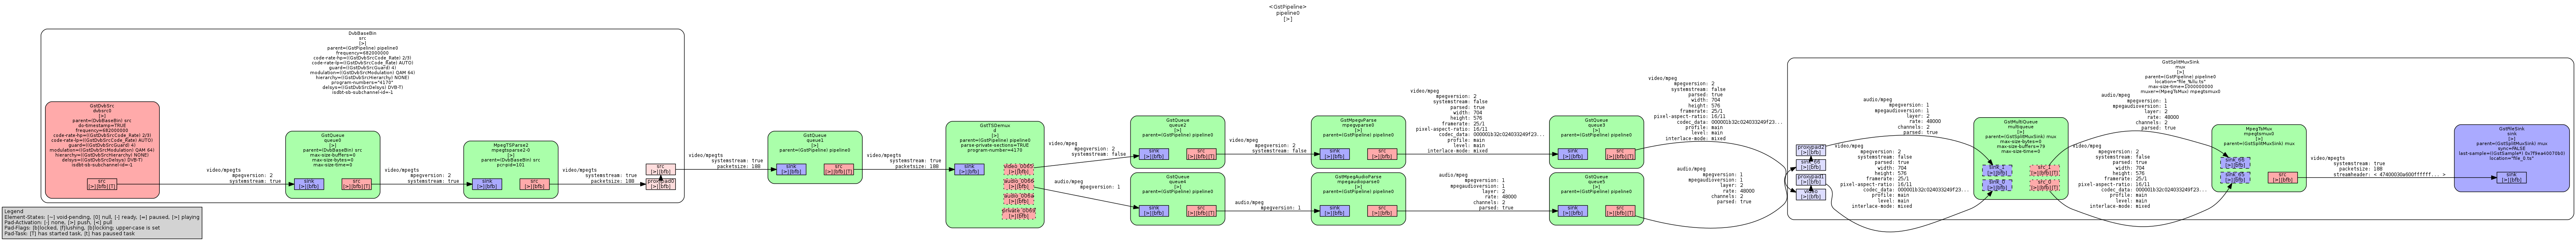 <GstPipeline>
pipeline0
[>]
DvbBaseBin
src
[>]
parent=(GstPipeline) pipeline0
frequency=682000000
code-rate-hp=((GstDvbSrcCode_Rate) 2/3)
code-rate-lp=((GstDvbSrcCode_Rate) AUTO)
guard=((GstDvbSrcGuard) 4)
modulation=((GstDvbSrcModulation) QAM 64)
hierarchy=((GstDvbSrcHierarchy) NONE)
program-numbers="4170"
delsys=((GstDvbSrcDelsys) DVB-T)
isdbt-sb-subchannel-id=-1
GstDvbSrc
dvbsrc0
[>]
parent=(DvbBaseBin) src
do-timestamp=TRUE
frequency=682000000
code-rate-hp=((GstDvbSrcCode_Rate) 2/3)
code-rate-lp=((GstDvbSrcCode_Rate) AUTO)
guard=((GstDvbSrcGuard) 4)
modulation=((GstDvbSrcModulation) QAM 64)
hierarchy=((GstDvbSrcHierarchy) NONE)
delsys=((GstDvbSrcDelsys) DVB-T)
isdbt-sb-subchannel-id=-1
src
[>][bfb][T]
video/mpegts
mpegversion: 2
systemstream: true
GstQueue
queue0
[>]
parent=(DvbBaseBin) src
max-size-buffers=0
max-size-bytes=0
max-size-time=0
sink
[>][bfb]
src
[>][bfb][T]
video/mpegts
mpegversion: 2
systemstream: true
MpegTSParse2
mpegtsparse2-0
[>]
parent=(DvbBaseBin) src
pcr-pid=101
sink
[>][bfb]
src
[>][bfb]
video/mpegts
systemstream: true
packetsize: 188
src
[>][bfb]
proxypad0
[>][bfb]
video/mpegts
systemstream: true
packetsize: 188
GstQueue
queue1
[>]
parent=(GstPipeline) pipeline0
sink
[>][bfb]
src
[>][bfb][T]
video/mpegts
systemstream: true
packetsize: 188
GstTSDemux
d
[>]
parent=(GstPipeline) pipeline0
parse-private-sections=TRUE
program-number=4170
sink
[>][bfb]
[>][bfb]
[>][bfb]
[>][bfb]
video/mpeg
mpegversion: 2
systemstream: false
audio/mpeg
mpegversion: 1
GstQueue
queue2
[>]
parent=(GstPipeline) pipeline0
sink
[>][bfb]
src
[>][bfb][T]
video/mpeg
mpegversion: 2
systemstream: false
GstQueue
queue4
[>]
parent=(GstPipeline) pipeline0
sink
[>][bfb]
src
[>][bfb][T]
audio/mpeg
mpegversion: 1
GstMpegvParse
mpegvparse0
[>]
parent=(GstPipeline) pipeline0
sink
[>][bfb]
src
[>][bfb]
video/mpeg
mpegversion: 2
systemstream: false
parsed: true
width: 704
height: 576
framerate: 25/1
pixel-aspect-ratio: 16/11
codec_data: 000001b32c024033249f23...
profile: main
level: main
interlace-mode: mixed
GstMpegAudioParse
mpegaudioparse0
[>]
parent=(GstPipeline) pipeline0
sink
[>][bfb]
src
[>][bfb]
audio/mpeg
mpegversion: 1
mpegaudioversion: 1
layer: 2
rate: 48000
channels: 2
parsed: true
GstQueue
queue3
[>]
parent=(GstPipeline) pipeline0
sink
[>][bfb]
src
[>][bfb][T]
video/mpeg
mpegversion: 2
systemstream: false
parsed: true
width: 704
height: 576
framerate: 25/1
pixel-aspect-ratio: 16/11
codec_data: 000001b32c024033249f23...
profile: main
level: main
interlace-mode: mixed
GstQueue
queue5
[>]
parent=(GstPipeline) pipeline0
sink
[>][bfb]
src
[>][bfb][T]
audio/mpeg
mpegversion: 1
mpegaudioversion: 1
layer: 2
rate: 48000
channels: 2
parsed: true
GstSplitMuxSink
mux
[>]
parent=(GstPipeline) pipeline0
location="file_%llu.ts"
max-size-time=1000000000
muxer=(MpegTsMux) mpegtsmux0
proxypad2
[>][bfb]
[>][bfb]
proxypad1
[>][bfb]
video
[>][bfb]
audio/mpeg
mpegversion: 1
mpegaudioversion: 1
layer: 2
rate: 48000
channels: 2
parsed: true
video/mpeg
mpegversion: 2
systemstream: false
parsed: true
width: 704
height: 576
framerate: 25/1
pixel-aspect-ratio: 16/11
codec_data: 000001b32c024033249f23...
profile: main
level: main
interlace-mode: mixed
GstMultiQueue
multiqueue
[>]
parent=(GstSplitMuxSink) mux
max-size-bytes=0
max-size-buffers=79
max-size-time=0
sink_1
[>][bfb]
sink_0
[>][bfb]
src_1
[>][bfb][T]
src_0
[>][bfb][T]
audio/mpeg
mpegversion: 1
mpegaudioversion: 1
layer: 2
rate: 48000
channels: 2
parsed: true
video/mpeg
mpegversion: 2
systemstream: false
parsed: true
width: 704
height: 576
framerate: 25/1
pixel-aspect-ratio: 16/11
codec_data: 000001b32c024033249f23...
profile: main
level: main
interlace-mode: mixed
MpegTsMux
mpegtsmux0
[>]
parent=(GstSplitMuxSink) mux
[>][bfb]
[>][bfb]
src
[>][bfb]
video/mpegts
systemstream: true
packetsize: 188
streamheader: < 47400030a600ffffff... >
GstFileSink
sink
[>]
parent=(GstSplitMuxSink) mux
sync=FALSE
location="file_0.ts"
sink
[>][bfb]
Legend
Element-States: [~] void-pending, [0] null, [-] ready, [=] paused, [>] playing
Pad-Activation: [-] none, [>] push, [<] pull
Pad-Flags: [b]locked, [f]lushing, [b]locking; upper-case is set
Pad-Task: [T] has started task, [t] has paused task